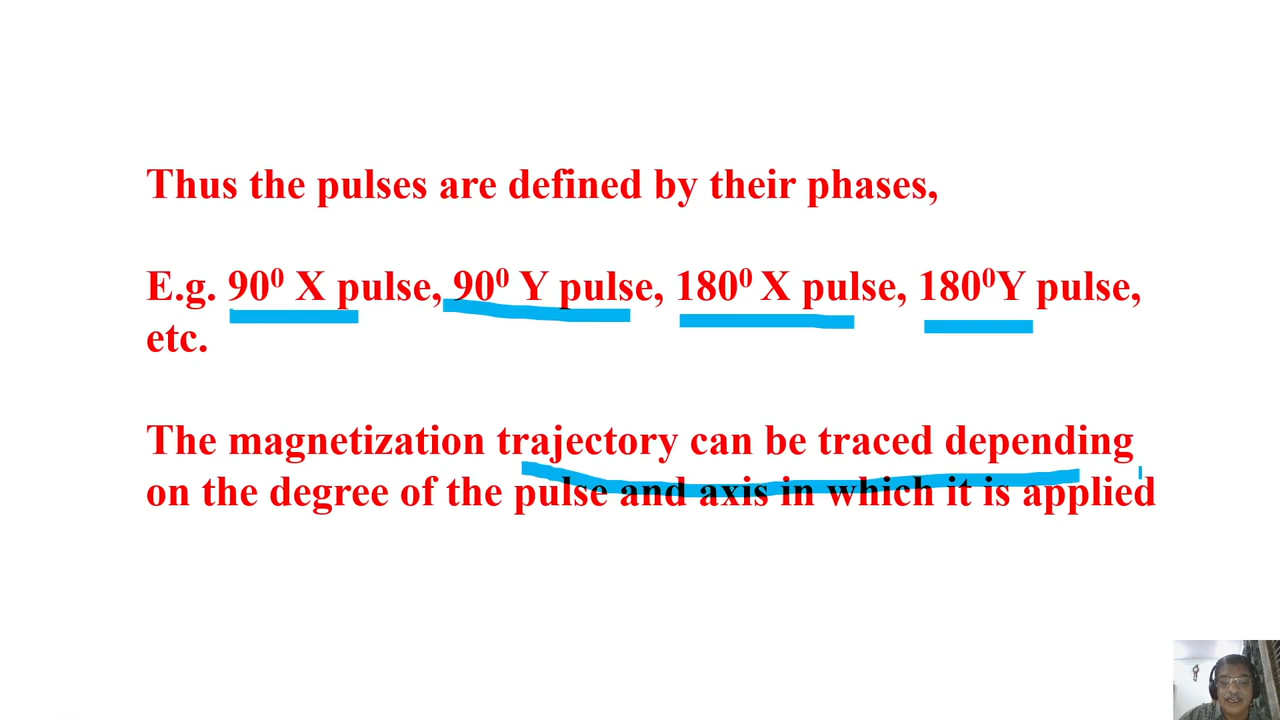 Thus the pulses are defined by their phases,
E.g. 90⁰ X pulse, 90⁰ Y pulse, 180⁰ X pulse, 180⁰Y pulse,
etc.
The magnetization trajectory can be traced depending
on the degree of the pulse and axis in which it is applied